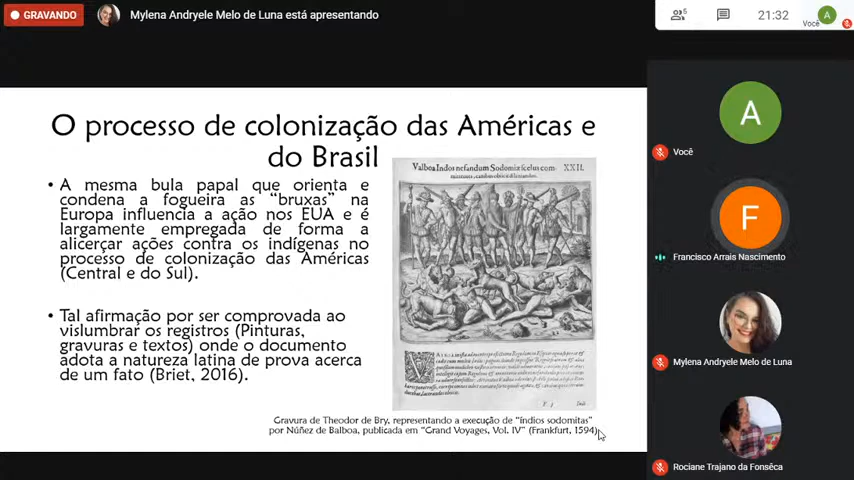 GRAVANDO
Mylena Andryele Melo de Luna está apresentando
6
21:32
Você
A
O processo de colonização das Américas e
do Brasil
• A mesma bula papal que orienta e
condena a fogueira as “bruxas” na
Europa influencia a ação nos EUA e é
largamente empregada de forma a
alicerçar ações contra os indígenas no
processo de colonização das Américas
(Central e do Sul).
• Tal afirmação por ser comprovada ao
vislumbrar os registros (Pinturas,
gravuras e textos) onde o documento
adota a natureza latina de prova acerca
de um fato (Briet, 2016).
Valboa Indos nefandum Sodomiæ scelus com- XXII.
Gravura de Theodor de Bry, representando a execução de “índios sodomitas”
por Núñez de Balboa, publicada em “Grand Voyages, Vol. IV” (Frankfurt, 1594)
A
Você
F
Francisco Arrais Nascimento
Mylena Andryele Melo de Luna
Rociane Trajano da Fonsêca